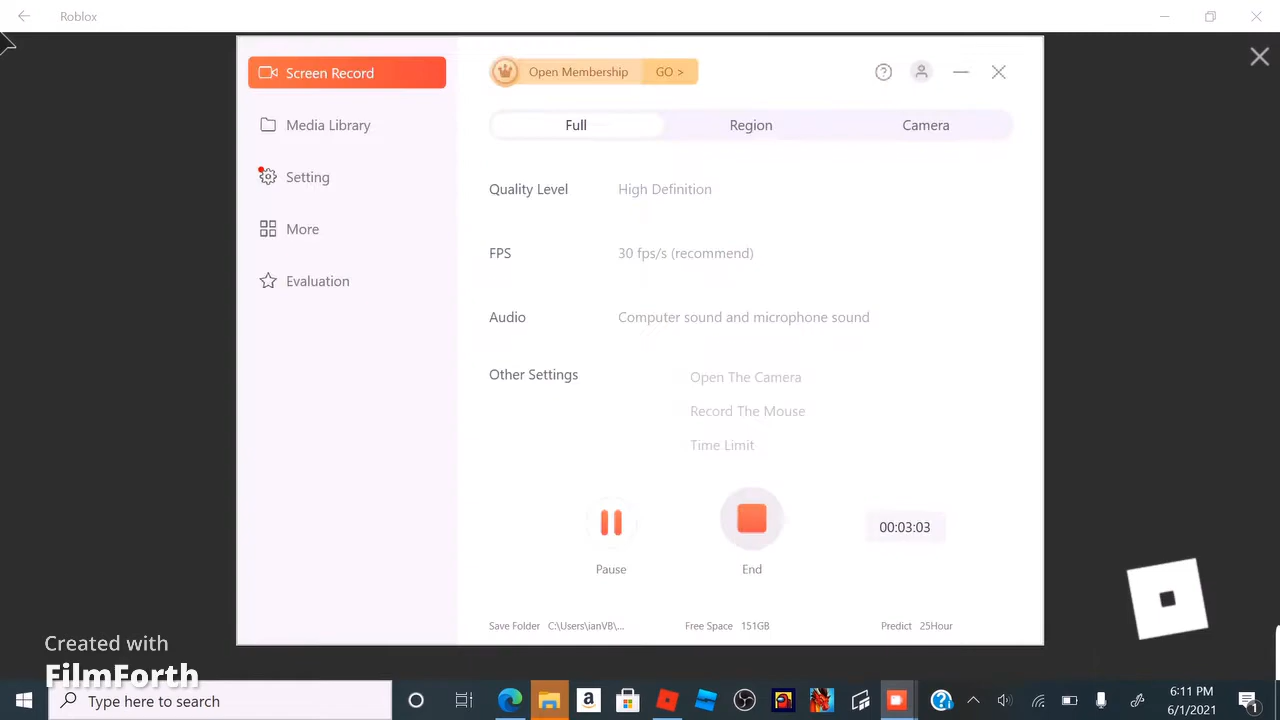 Roblox
Screen Record
Media Library
Setting
More
Evaluation
Open Membership GO >
Full Region Camera
Quality Level High Definition
FPS 30 fps/s (recommend)
Audio Computer sound and microphone sound
Other Settings
Open The Camera
Record The Mouse
Time Limit
00:03:03
Pause End
Save Folder C:\Users\ianVB\... Free Space 151GB Predict 25Hour
Created with
FilmForth
Type here to search
6:11 PM
6/1/2021
1